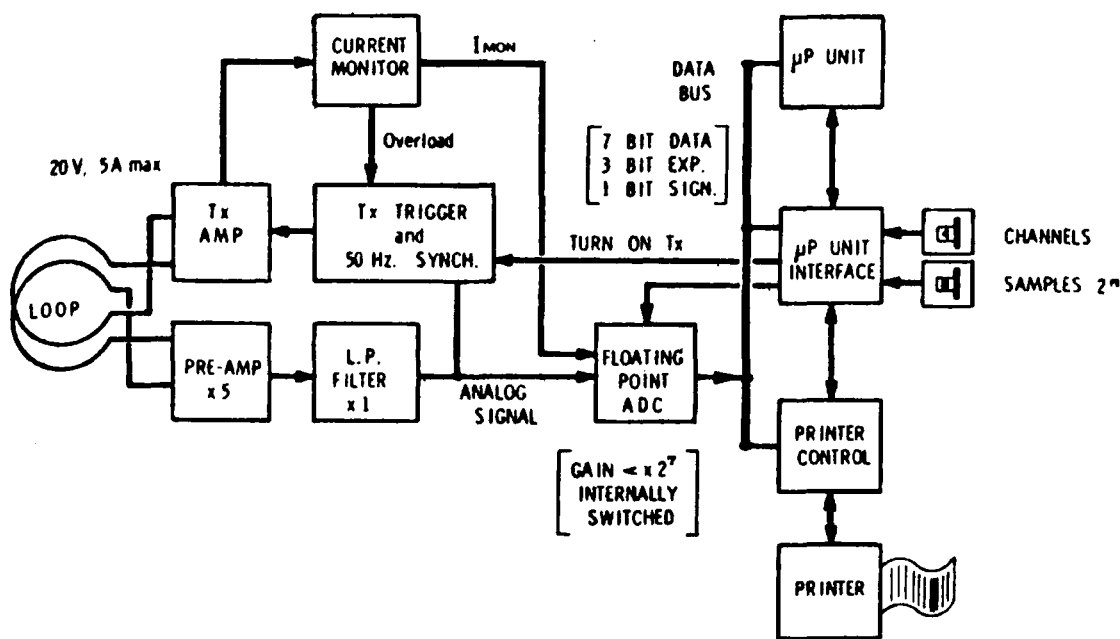 CURRENT
MONITOR
I MON
Overload
20V, 5A max
Tx
AMP
Tx TRIGGER
and
50 Hz. SYNCH.
LOOP
PRE-AMP
x 5
L.P.
FILTER
x 1
ANALOG
SIGNAL
TURN ON Tx
FLOATING
POINT
ADC
GAIN < x 2⁷
INTERNALLY
SWITCHED
DATA
BUS
7 BIT DATA
3 BIT EXP.
1 BIT SIGN.
µP UNIT
µP UNIT
INTERFACE
CHANNELS
SAMPLES 2ⁿ
PRINTER
CONTROL
PRINTER